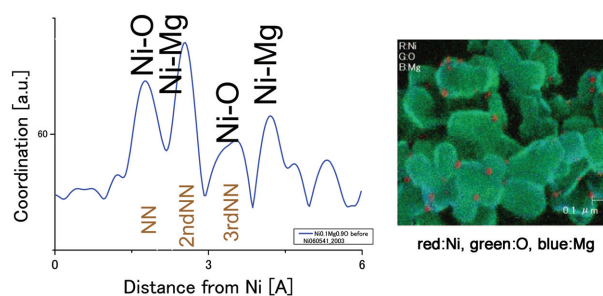 Coordination [a.u.]
60
Ni-O
Ni-Mg
Ni-O
Ni-Mg
NN
2ndNN
3rdNN
Ni0.1Mg0.9O before
Ni060541_2003
0
3
6
Distance from Ni [A]
R:Ni
G:O
B:Mg
0.1 μm
red:Ni, green:O, blue:Mg